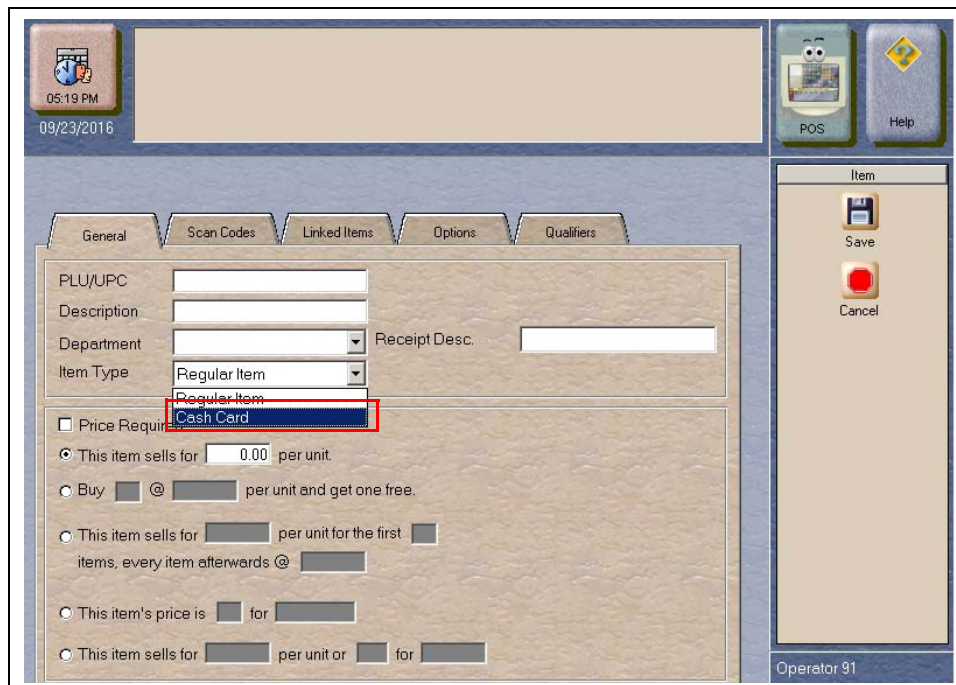 05:19 PM
09/23/2016
POS
Help
General
Scan Codes
Linked Items
Options
Qualifiers
PLU/UPC
Description
Department
Receipt Desc.
Item Type
Regular Item
Regular Item
Cash Card
Price Requir
This item sells for 0.00 per unit.
Buy @ per unit and get one free.
This item sells for per unit for the first
items, every item afterwards @
This item's price is for
This item sells for per unit or for
Item
Save
Cancel
Operator 91